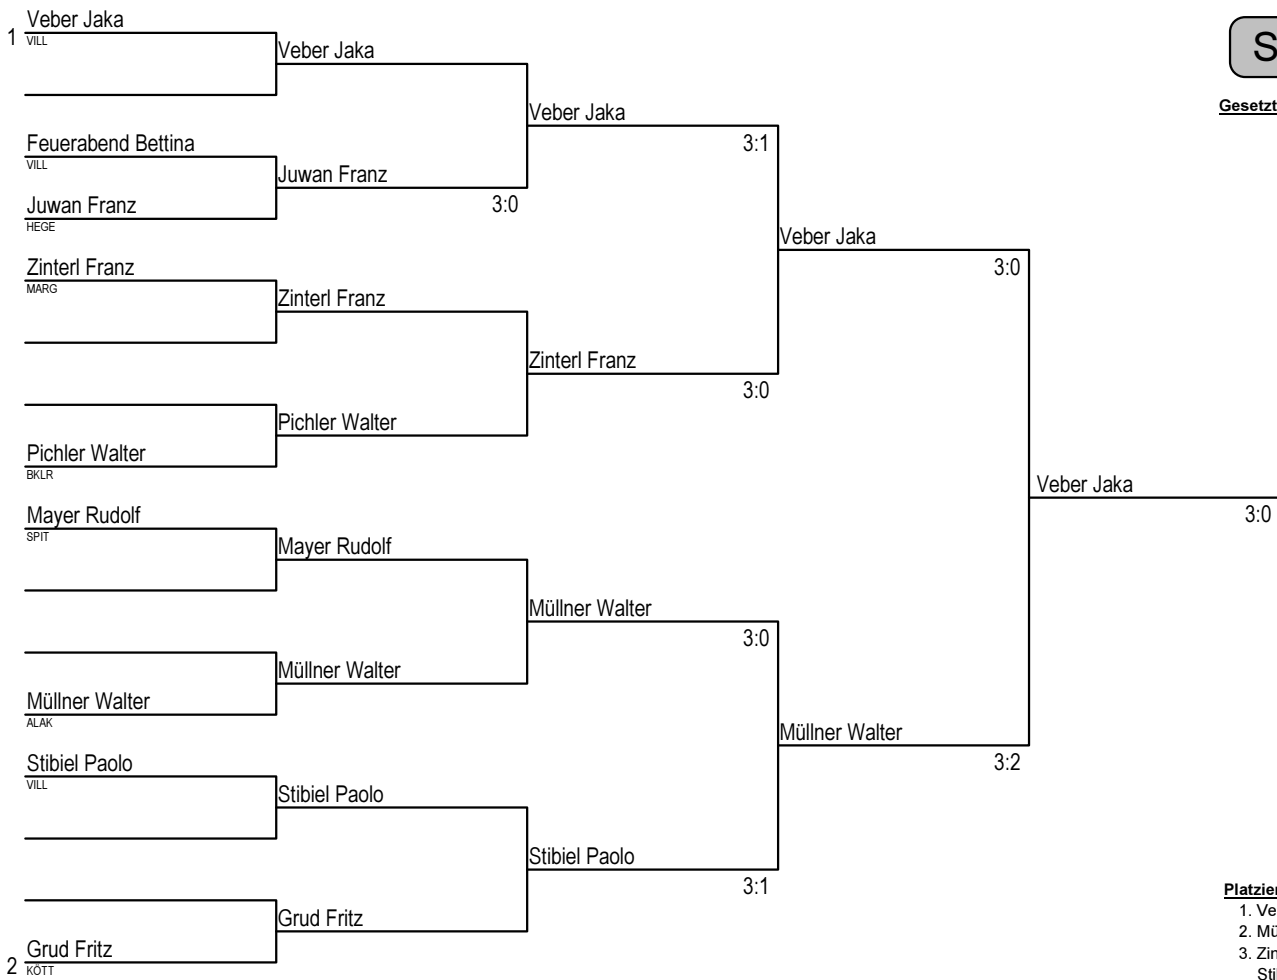 Veber Jaka
1
VILL
Veber Jaka
Veber Jaka
3:1
Feuerabend Bettina
VILL
Juwan Franz
3:0
Juwan Franz
HEGE
Veber Jaka
3:0
Zinterl Franz
MARG
Zinterl Franz
Zinterl Franz
3:0
Pichler Walter
Pichler Walter
BKLR
Veber Jaka
3:0
Mayer Rudolf
SPIT
Mayer Rudolf
Müllner Walter
3:0
Müllner Walter
Müllner Walter
ALAK
Müllner Walter
3:2
Stibiel Paolo
VILL
Stibiel Paolo
Stibiel Paolo
3:1
Grud Fritz
Grud Fritz
2
KÖTT
S
Gesetzt
Platzier
1. Ve
2. Mü
3. Zin
Sti